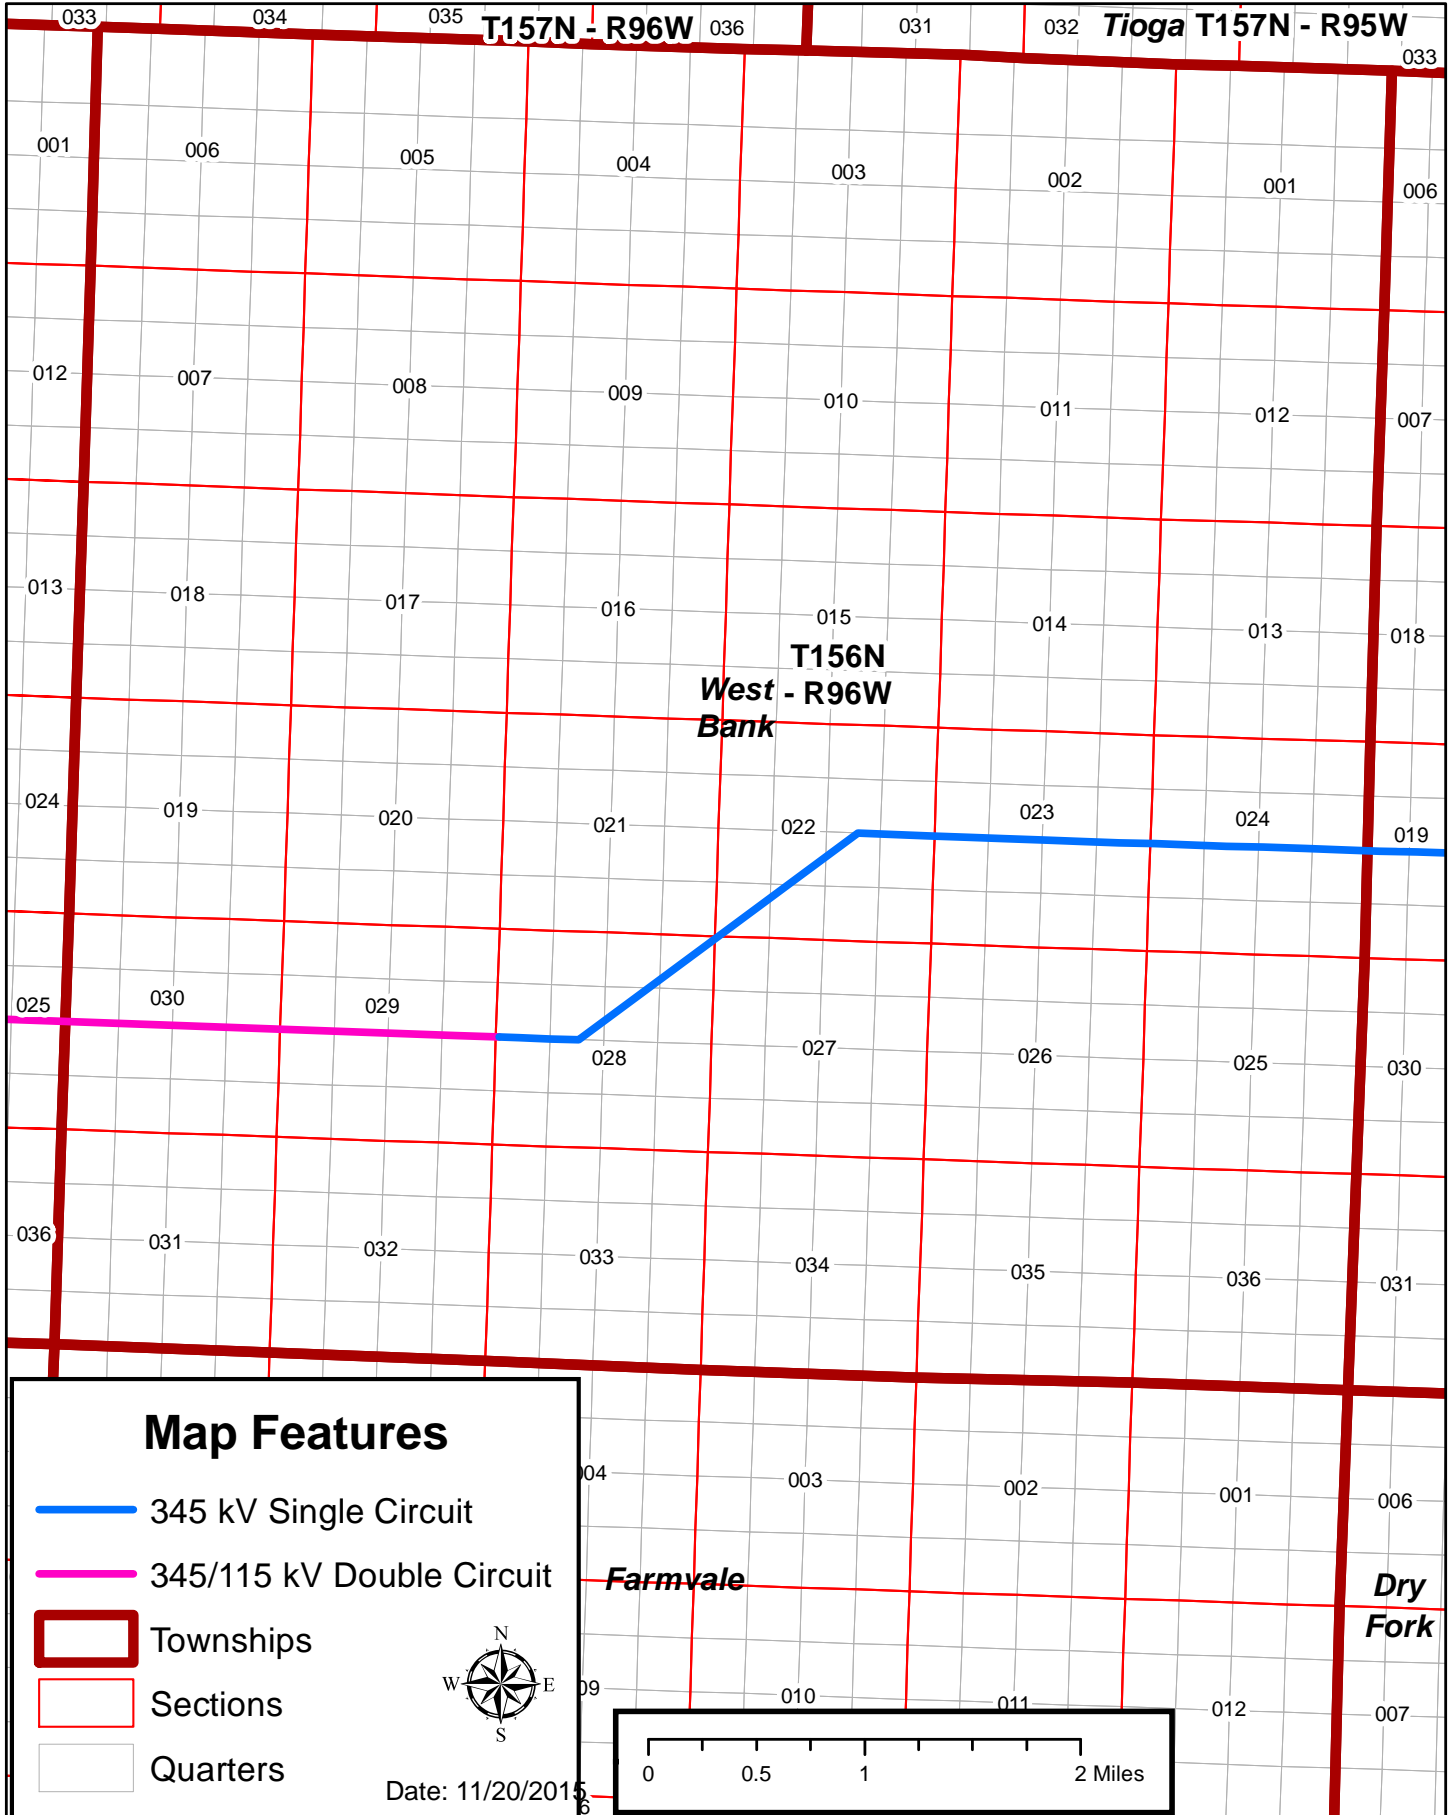 033 034 035 T157N - R96W 036 031 032 Tioga T157N - R95W
033
001 006 005 004 003 002 001 006
012 007 008 009 010 011 012 007
013 018 017 016 015 014 013 018
T156N
West - R96W
Bank
024 019 020 021 022 023 024 019
025 030 029 028 027 026 025 030
036 031 032 033 034 035 036 031
Map Features
345 kV Single Circuit
345/115 kV Double Circuit
Townships
Sections
Quarters
N
W E
S
Date: 11/20/2015
04 003 002 001 006
Farmvale
Dry
Fork
09 010 011 012 007
6
0 0.5 1 2 Miles